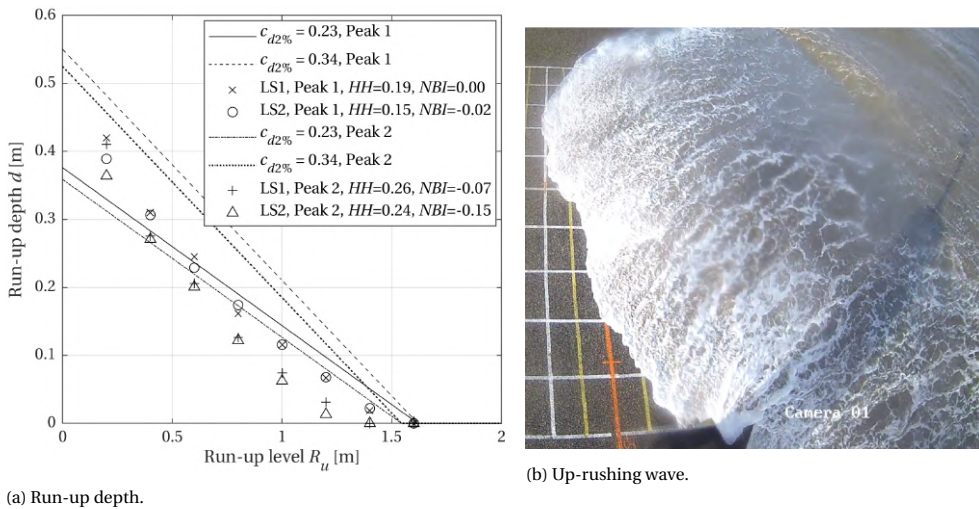 0.6
0.5
0.4
0.3
0.2
0.1
0
Run-up depth d [m]
0
0.5
1
1.5
2
Run-up level R_u [m]
c_d2% = 0.23, Peak 1
c_d2% = 0.34, Peak 1
LS1, Peak 1, HH=0.19, NBI=0.00
LS2, Peak 1, HH=0.15, NBI=-0.02
c_d2% = 0.23, Peak 2
c_d2% = 0.34, Peak 2
LS1, Peak 2, HH=0.26, NBI=-0.07
LS2, Peak 2, HH=0.24, NBI=-0.15
(a) Run-up depth.
Camera 01
(b) Up-rushing wave.